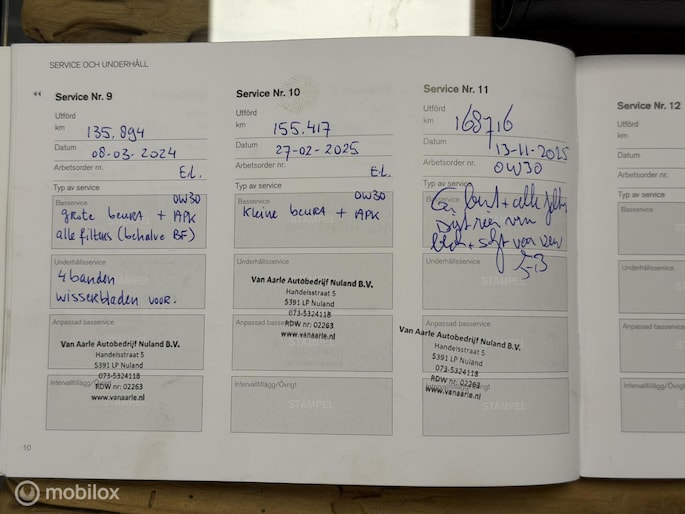 SERVICE OCH UNDERHÅLL
Service Nr. 9
Utförd
km
135.894
Datum
08-03-2024
Arbetsorder nr.
E.L.
Typ av service
0W30
Basservice
grote beurt + APK
alle filters (behalve BF)
Underhållsservice
4 banden
wisserbladen voor.
Anpassad basservice
Van Aarle Autobedrijf Nuland B.V.
Handelsstraat 5
5391 LP Nuland
073-5324118
RDW nr: 02263
www.vanaarle.nl
Intervalltillägg/Övrigt
10
Service Nr. 10
Utförd
km
155.417
Datum
27-02-2025
Arbetsorder nr.
E.L.
Typ av service
0W30
Basservice
Kleine beurt + APK
Underhållsservice
Van Aarle Autobedrijf Nuland B.V.
Handelsstraat 5
5391 LP Nuland
073-5324118
RDW nr: 02263
www.vanaarle.nl
Anpassad basservice
Intervalltillägg/Övrigt
STÄMPEL
Service Nr. 11
Utförd
km
168716
Datum
13-11-2025
Arbetsorder nr.
0W30
Typ av service
+ alle
+ voor
Underhållsservice
STÄMPEL
Anpassad basservice
Van Aarle Autobedrijf Nuland B.V.
Handelsstraat 5
5391 LP Nuland
073-5324118
RDW nr: 02263
www.vanaarle.nl
STÄMPEL
Service Nr. 12
Utförd
km
Datum
Arbetsorder nr.
Typ av service
Basservice
Underhållsservice
Anpassad basservice
Intervalltillägg/
mobilox